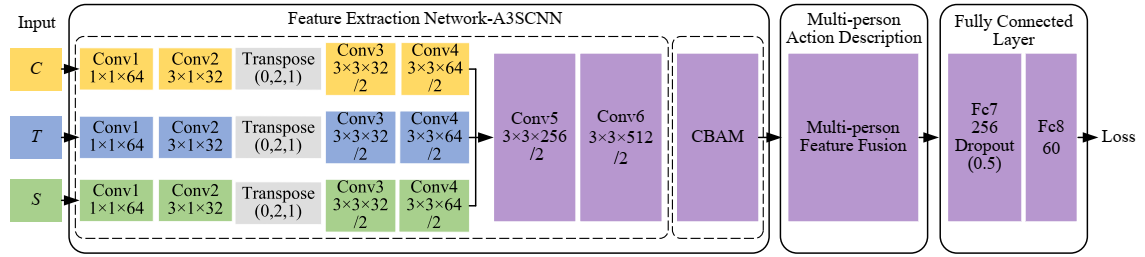 Input
Feature Extraction Network-A3SCNN
Multi-person
Action Description
Fully Connected
Layer
C
Conv1
1×1×64
Conv2
3×1×32
Transpose
(0,2,1)
Conv3
3×3×32
/2
Conv4
3×3×64
/2
T
Conv1
1×1×64
Conv2
3×1×32
Transpose
(0,2,1)
Conv3
3×3×32
/2
Conv4
3×3×64
/2
S
Conv1
1×1×64
Conv2
3×1×32
Transpose
(0,2,1)
Conv3
3×3×32
/2
Conv4
3×3×64
/2
Conv5
3×3×256
/2
Conv6
3×3×512
/2
CBAM
Multi-person
Feature Fusion
Fc7
256
Dropout
(0.5)
Fc8
60
Loss